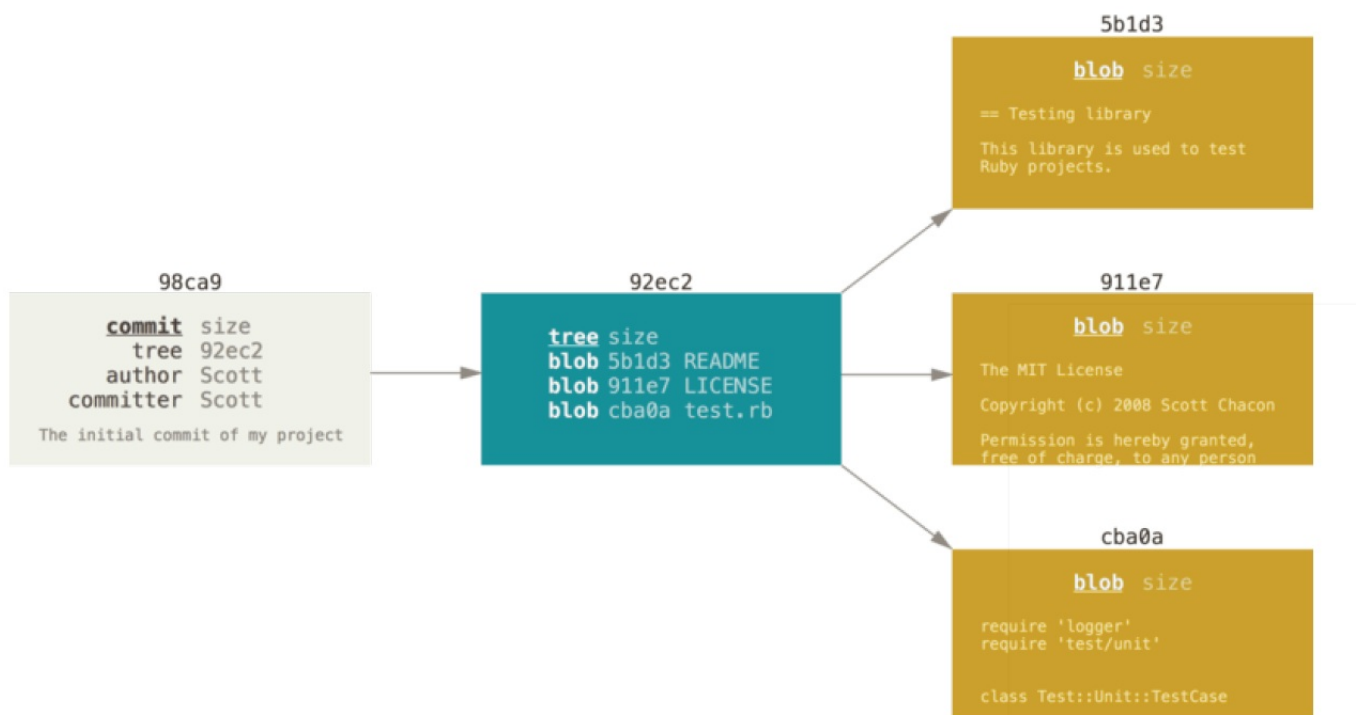 98ca9
commit size
tree 92ec2
author Scott
committer Scott
The initial commit of my project
92ec2
tree size
blob 5b1d3 README
blob 911e7 LICENSE
blob cba0a test.rb
5b1d3
blob size
== Testing library
This library is used to test
Ruby projects.
911e7
blob size
The MIT License
Copyright (c) 2008 Scott Chacon
Permission is hereby granted,
free of charge, to any person
cba0a
blob size
require 'logger'
require 'test/unit'
class Test::Unit::TestCase